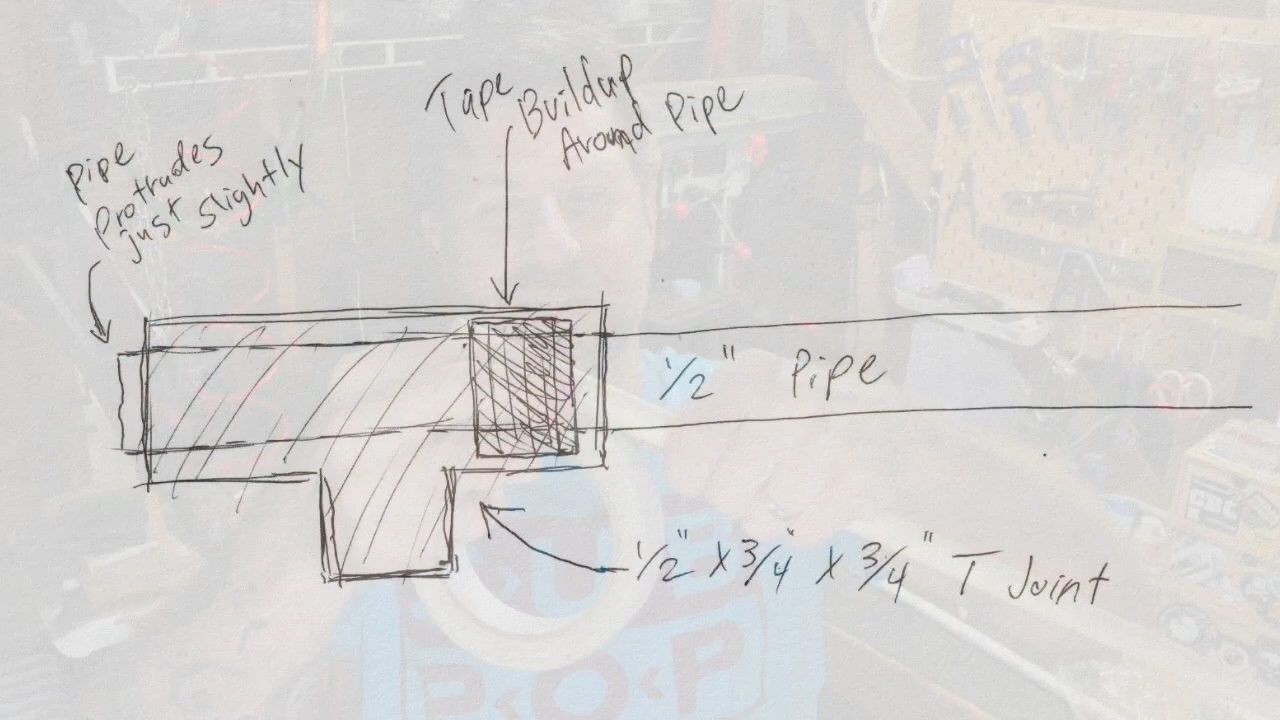 Tape Buildup
Around Pipe
Pipe
Protrudes
just slightly
1/2" Pipe
1/2" x 3/4" x 3/4" T Joint
P O P